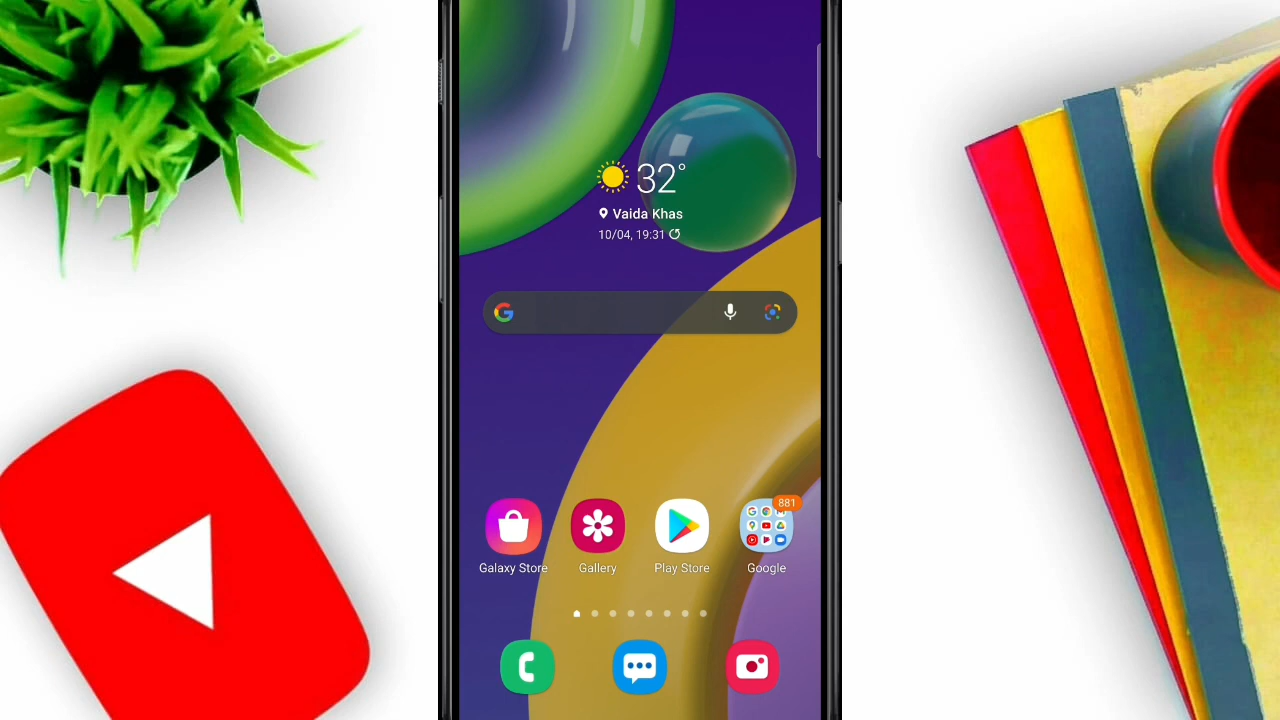 32°
Vaida Khas
10/04, 19:31
881
Galaxy Store
Gallery
Play Store
Google